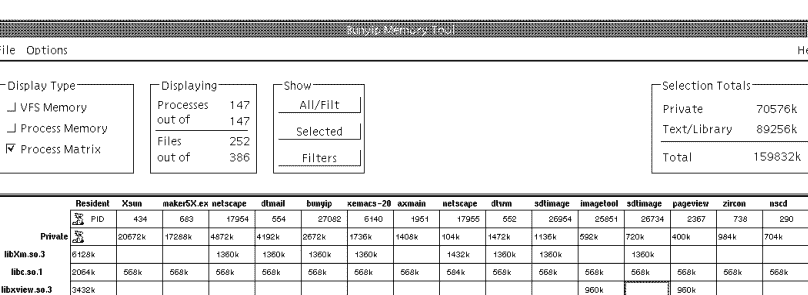 Bunyip Memory Tool
File Options He
Display Type
VFS Memory
Process Memory
Process Matrix
Displaying
Processes 147
out of 147
Files 252
out of 386
Show
All/Filt
Selected
Filters
Selection Totals
Private 70576k
Text/Library 89256k
Total 159832k
Resident Xsun maker5X.ex netscape dtmail bunyip xemacs-20 axmain netscape dtwm sdtimage imagetool sdtimage pageview zircon nscd
PID 434 683 17954 554 27082 6140 1951 17955 552 26954 25851 26734 2367 738 290
Private 20672k 17288k 4872k 4192k 2672k 1736k 1408k 104k 1472k 1136k 592k 720k 400k 984k 704k
libXm.so.3 6128k 1360k 1360k 1360k 1360k 1432k 1360k 1360k 1360k
libc.so.1 2064k 568k 568k 568k 568k 568k 568k 568k 584k 568k 568k 568k 568k 568k 568k 568k
libxview.so.3 3432k 960k 960k